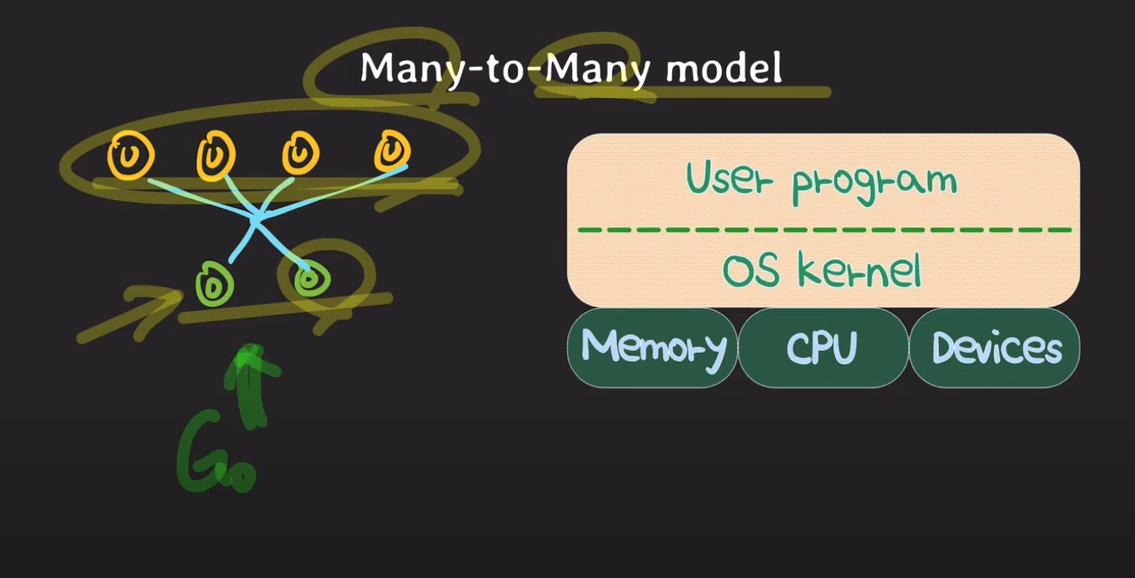 Many-to-Many model
U U U U
User program
OS kernel
Memory CPU Devices
Go